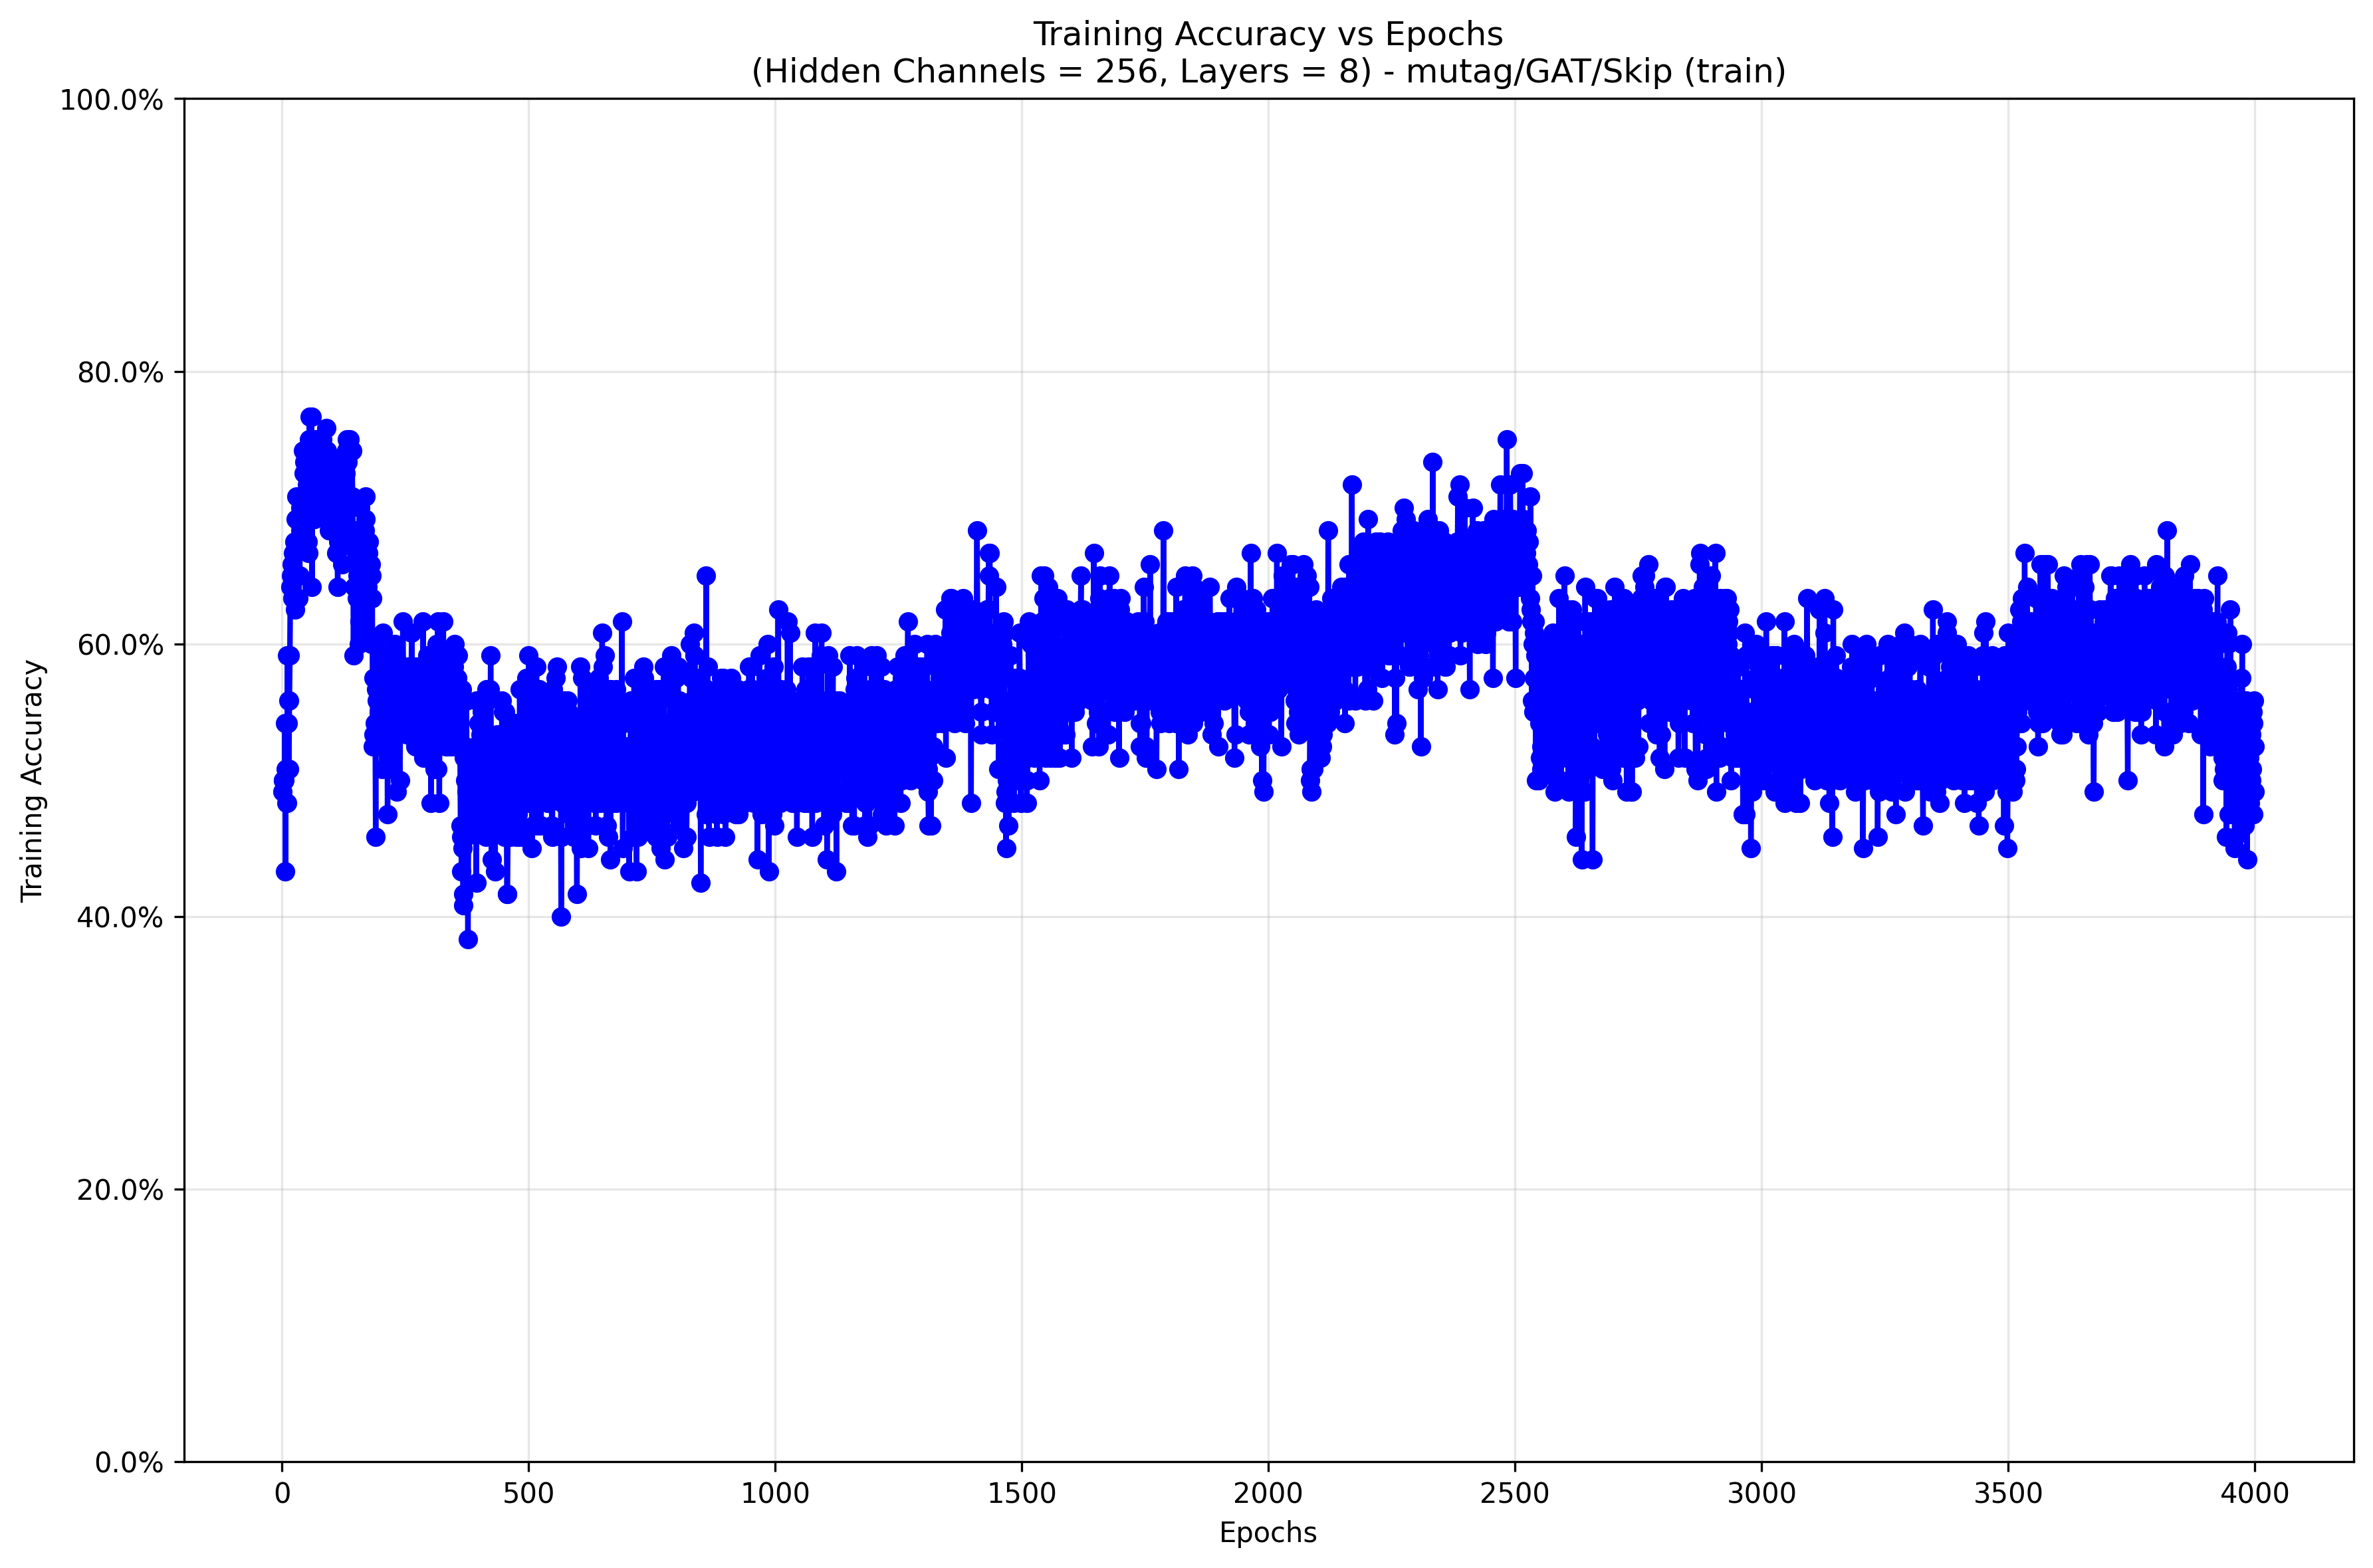 Training Accuracy vs Epochs
(Hidden Channels = 256, Layers = 8) - mutag/GAT/Skip (train)
Training Accuracy
100.0%
80.0%
60.0%
40.0%
20.0%
0.0%
0 500 1000 1500 2000 2500 3000 3500 4000
Epochs